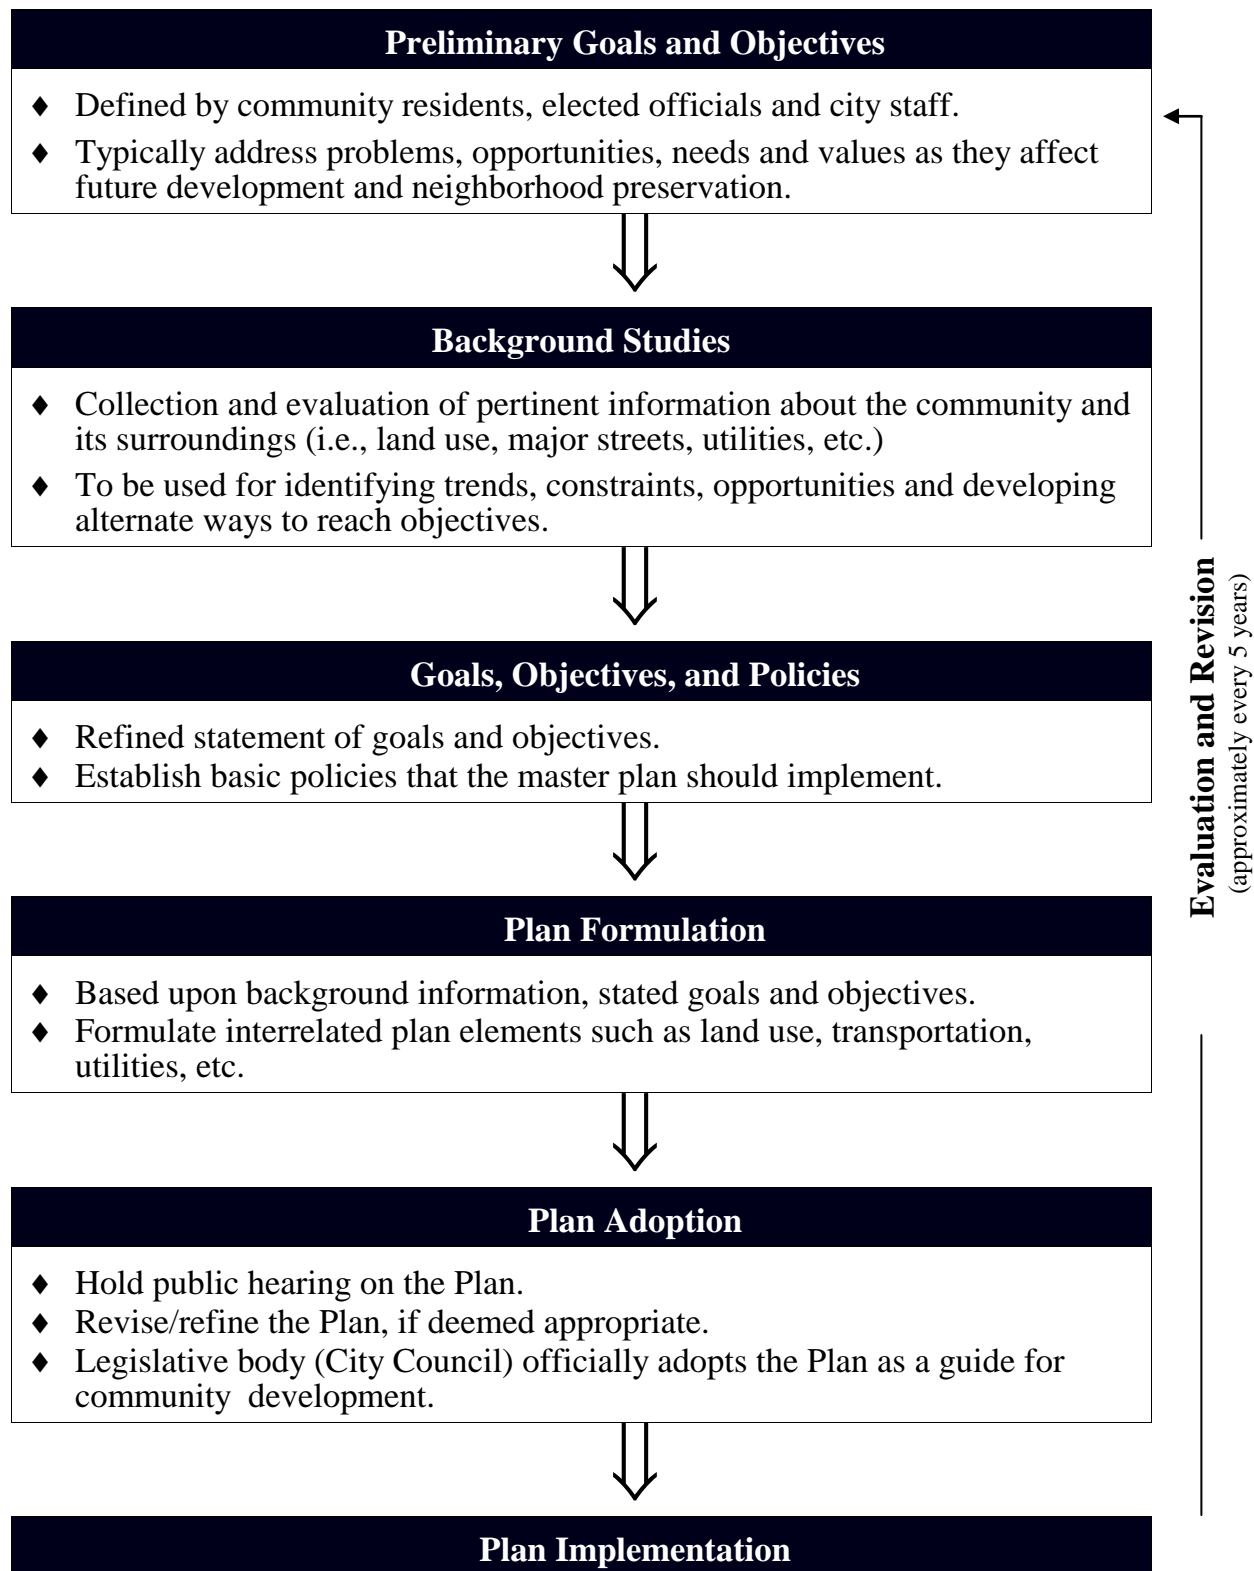 Preliminary Goals and Objectives
♦ Defined by community residents, elected officials and city staff.
♦ Typically address problems, opportunities, needs and values as they affect
future development and neighborhood preservation.
Background Studies
♦ Collection and evaluation of pertinent information about the community and
its surroundings (i.e., land use, major streets, utilities, etc.)
♦ To be used for identifying trends, constraints, opportunities and developing
alternate ways to reach objectives.
Goals, Objectives, and Policies
♦ Refined statement of goals and objectives.
♦ Establish basic policies that the master plan should implement.
Plan Formulation
♦ Based upon background information, stated goals and objectives.
♦ Formulate interrelated plan elements such as land use, transportation,
utilities, etc.
Plan Adoption
♦ Hold public hearing on the Plan.
♦ Revise/refine the Plan, if deemed appropriate.
♦ Legislative body (City Council) officially adopts the Plan as a guide for
community  development.
Plan Implementation
Evaluation and Revision
(approximately every 5 years)